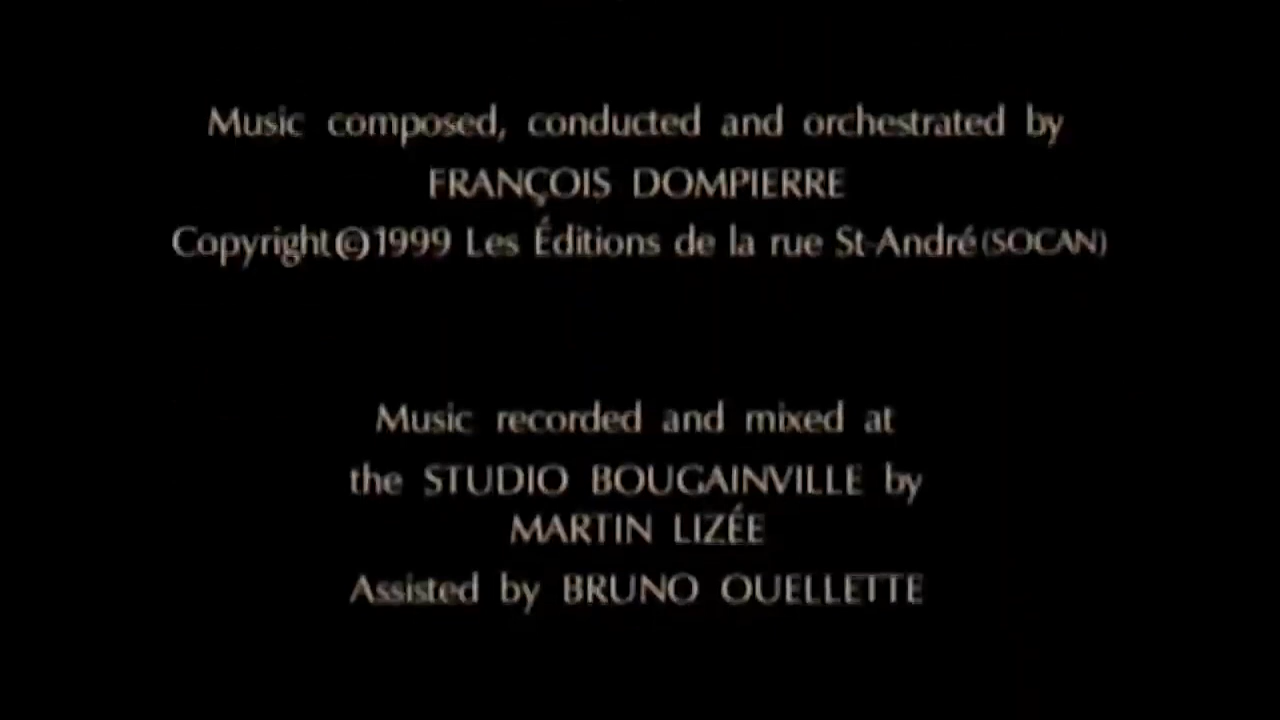 Music composed, conducted and orchestrated by
FRANÇOIS DOMPIERRE
Copyright © 1999 Les Éditions de la rue St-André (SOCAN)
Music recorded and mixed at
the STUDIO BOUGAINVILLE by
MARTIN LIZÉE
Assisted by BRUNO OUELLETTE